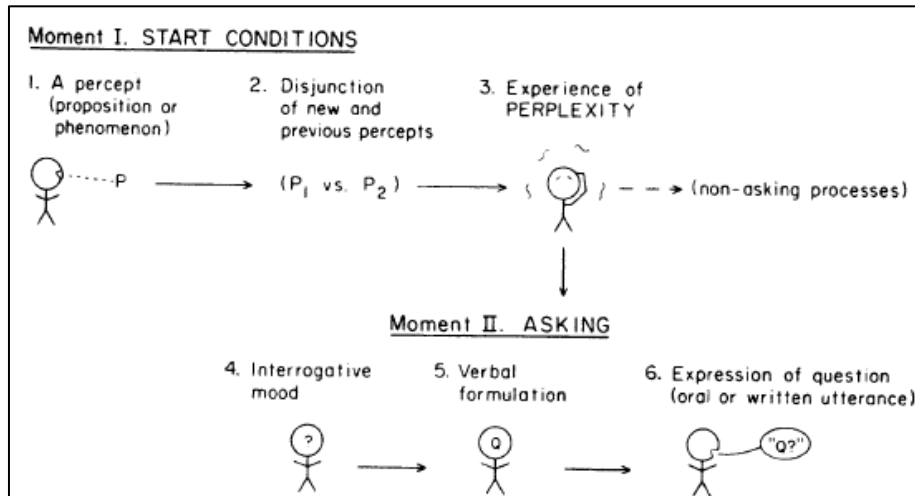 Moment I. START CONDITIONS
1. A percept
(proposition or
phenomenon)
2. Disjunction
of new and
previous percepts
3. Experience of
PERPLEXITY
P
(P₁ vs. P₂)
(non-asking processes)
Moment II. ASKING
4. Interrogative
mood
5. Verbal
formulation
6. Expression of question
(oral or written utterance)
?
Q
"Q?"